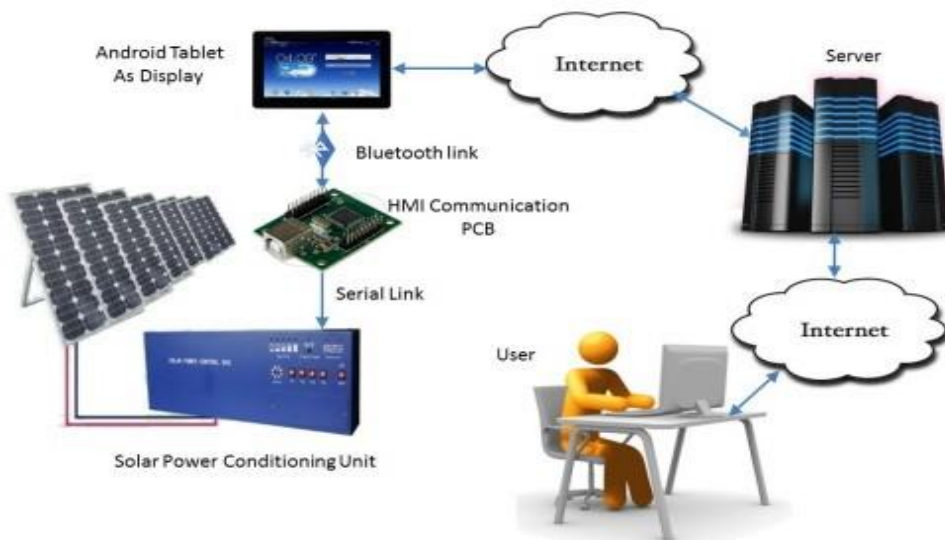 Android Tablet
As Display
Internet
Server
Bluetooth link
HMI Communication
PCB
Serial Link
Internet
User
Solar Power Conditioning Unit